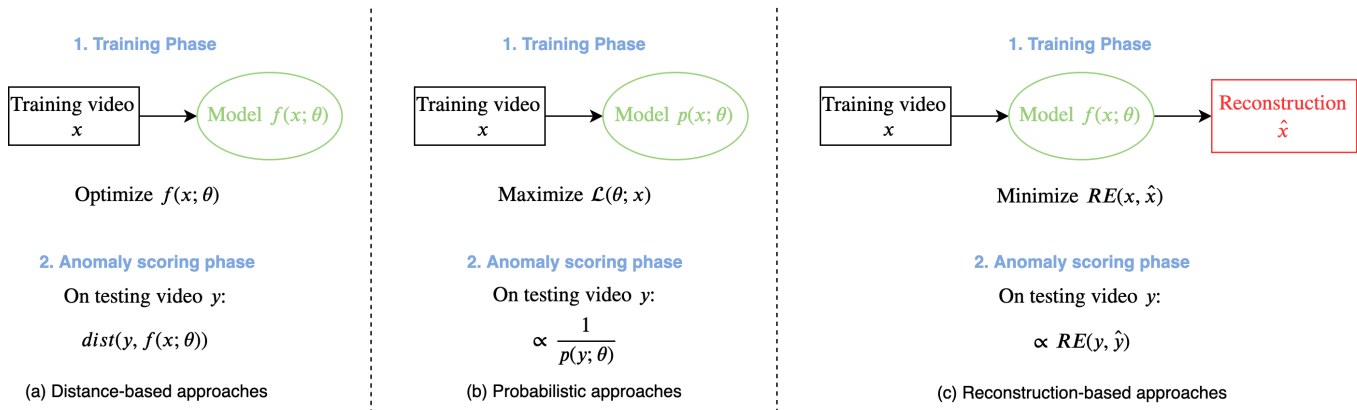 1. Training Phase
Training video
x
Model f(x; θ)
Optimize f(x; θ)
2. Anomaly scoring phase
On testing video y:
dist(y, f(x; θ))
(a) Distance-based approaches
1. Training Phase
Training video
x
Model p(x; θ)
Maximize ℒ(θ; x)
2. Anomaly scoring phase
On testing video y:
∝ 1 / p(y; θ)
(b) Probabilistic approaches
1. Training Phase
Training video
x
Model f(x; θ)
Reconstruction
x̂
Minimize RE(x, x̂)
2. Anomaly scoring phase
On testing video y:
∝ RE(y, ŷ)
(c) Reconstruction-based approaches